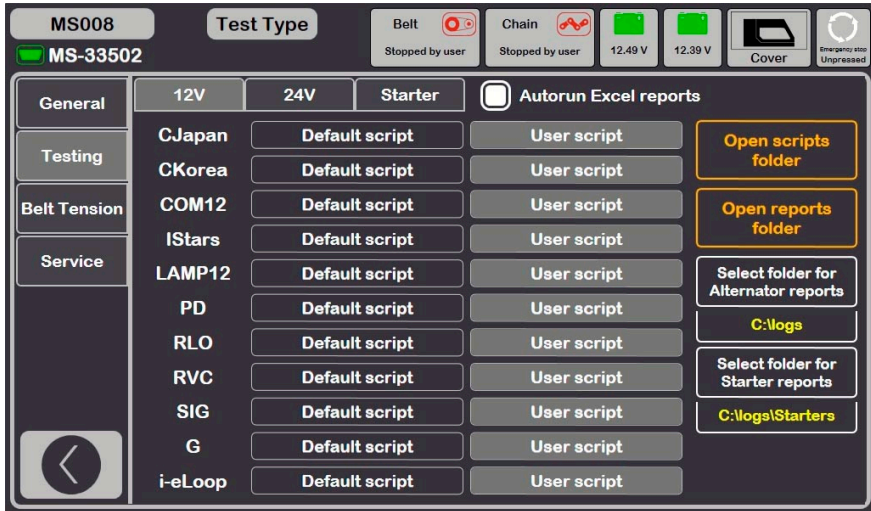 MS008
Test Type
Belt
Stopped by user
Chain
Stopped by user
12.49 V
12.39 V
Cover
Emergency stop
Unpressed
MS-33502
General
Testing
Belt Tension
Service
12V
24V
Starter
Autorun Excel reports
CJapan Default script User script
CKorea Default script User script
COM12 Default script User script
IStars Default script User script
LAMP12 Default script User script
PD Default script User script
RLO Default script User script
RVC Default script User script
SIG Default script User script
G Default script User script
i-eLoop Default script User script
Open scripts
folder
Open reports
folder
Select folder for
Alternator reports
C:\logs
Select folder for
Starter reports
C:\logs\Starters